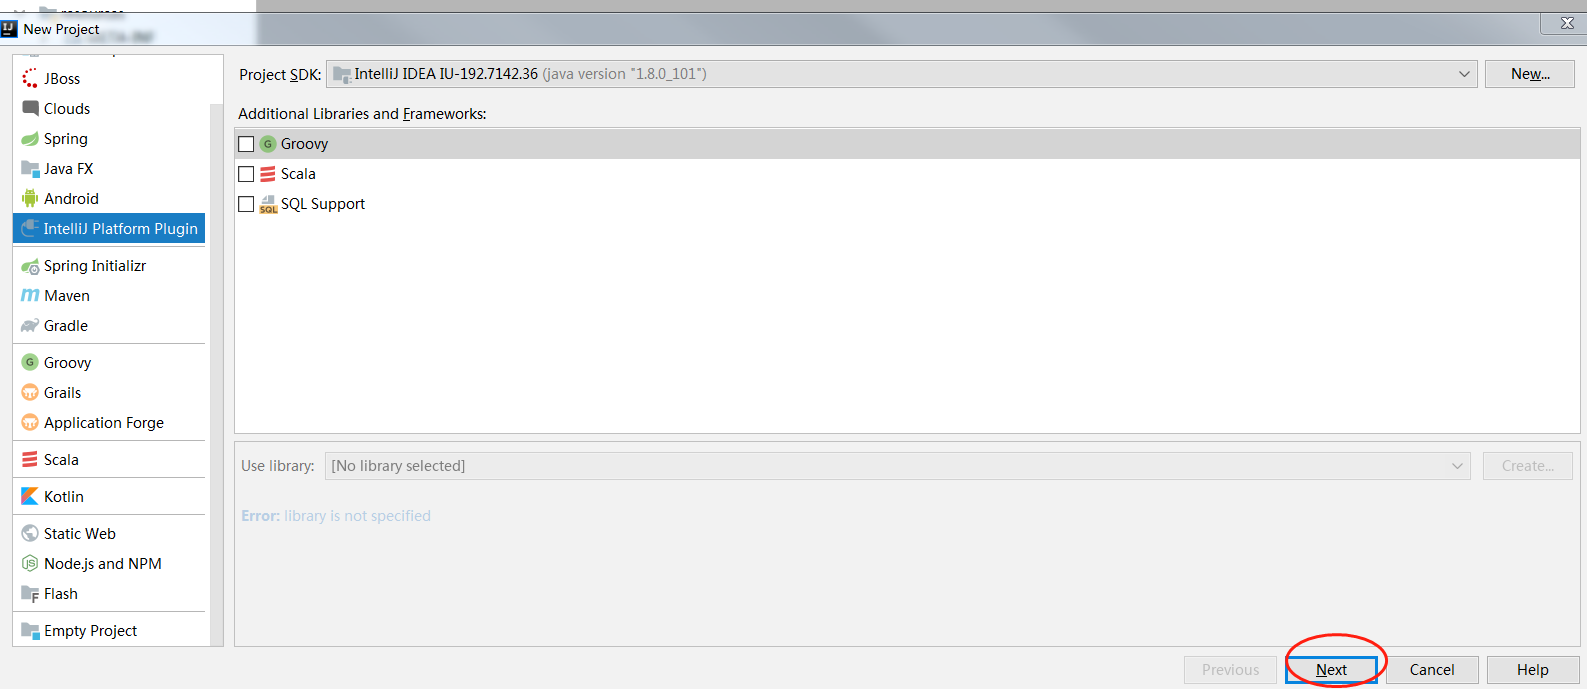 New Project
JBoss
Clouds
Spring
Java FX
Android
IntelliJ Platform Plugin
Spring Initializr
Maven
Gradle
Groovy
Grails
Application Forge
Scala
Kotlin
Static Web
Node.js and NPM
Flash
Empty Project
Project SDK: IntelliJ IDEA IU-192.7142.36 (java version "1.8.0_101") New...
Additional Libraries and Frameworks:
Groovy
Scala
SQL Support
Use library: [No library selected] Create...
Error: library is not specified
Previous Next Cancel Help